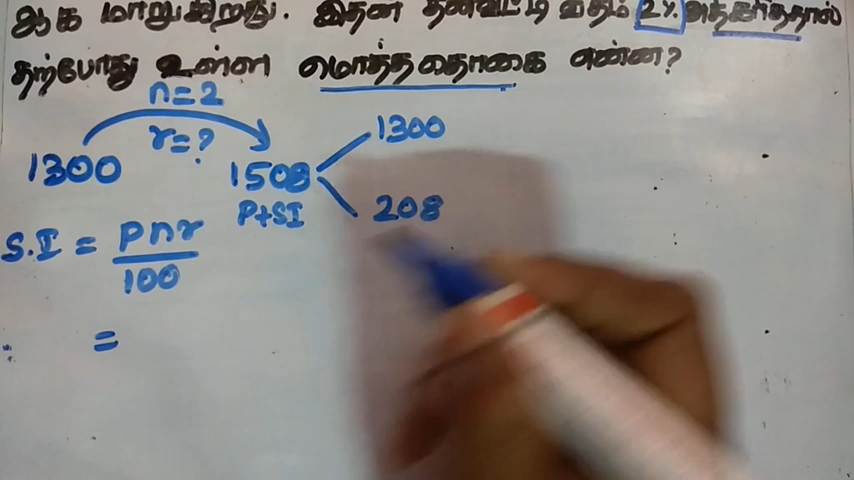 ஆக மாறுகிறது. இதன் தனிவட்டி வீதம் 2% அதிகரித்தால்
தற்போது உள்ள மொத்த தொகை என்ன?
n=2
r=?
1300
1508
1300
P+SI
208
S.I = pnr
100
=